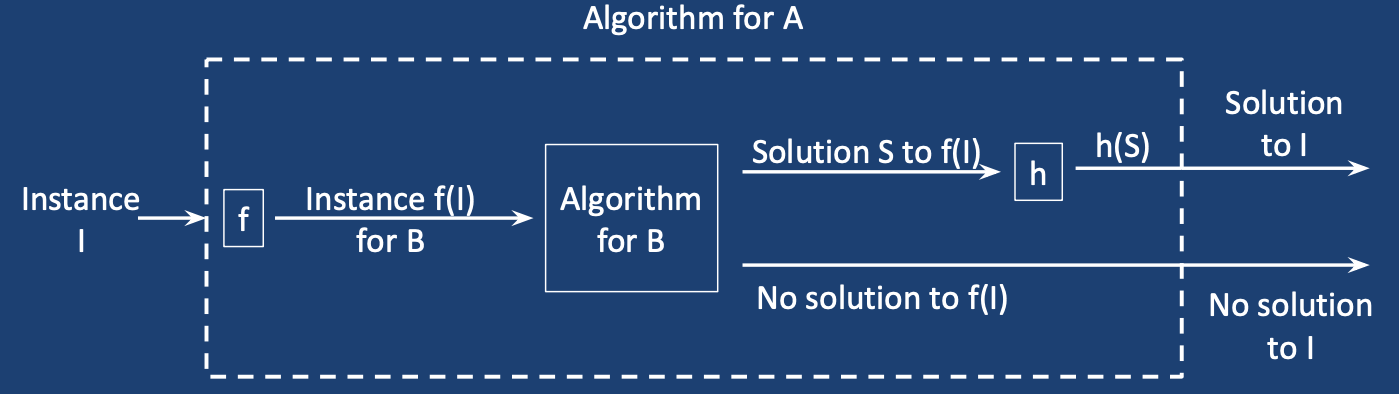 Algorithm for A
Instance
I
f
Instance f(I)
for B
Algorithm
for B
Solution S to f(I)
h
h(S)
Solution
to I
No solution to f(I)
No solution
to I